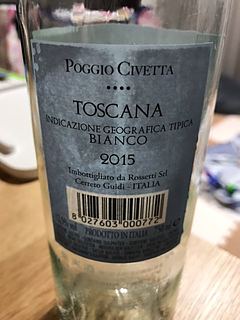 POGGIO CIVETTA
TOSCANA
INDICAZIONE GEOGRAFICA TIPICA
BIANCO
2015
Imbottigliato da Rossetti Srl
Cerreto Guidi - ITALIA
8 027603 000772
PRODOTTO IN ITALIA